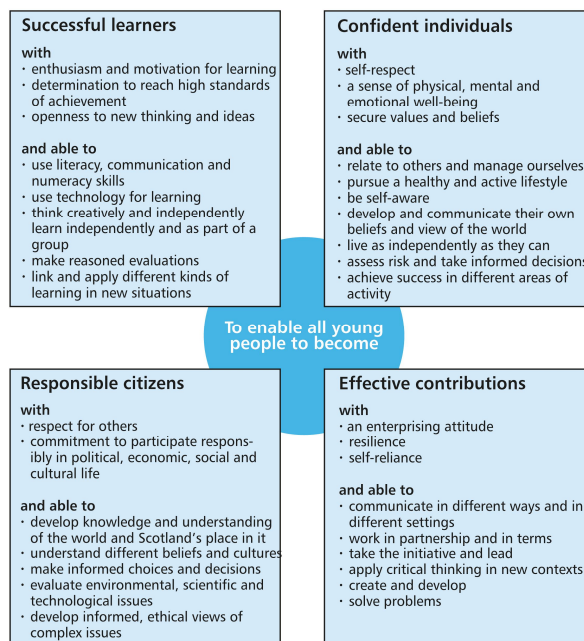 Successful learners
with
· enthusiasm and motivation for learning
· determination to reach high standards
of achievement
· openness to new thinking and ideas
and able to
· use literacy, communication and
numeracy skills
· use technology for learning
· think creatively and independently
learn independently and as part of a
group
· make reasoned evaluations
· link and apply different kinds of
learning in new situations
Confident individuals
with
· self-respect
· a sense of physical, mental and
emotional well-being
· secure values and beliefs
and able to
· relate to others and manage ourselves
· pursue a healthy and active lifestyle
· be self-aware
· develop and communicate their own
beliefs and view of the world
· live as independently as they can
· assess risk and take informed decisions
· achieve success in different areas of
activity
To enable all young
people to become
Responsible citizens
with
· respect for others
· commitment to participate respons-
ibly in political, economic, social and
cultural life
and able to
· develop knowledge and understanding
of the world and Scotland's place in it
· understand different beliefs and cultures
· make informed choices and decisions
· evaluate environmental, scientific and
technological issues
· develop informed, ethical views of
complex issues
Effective contributions
with
· an enterprising attitude
· resilience
· self-reliance
and able to
· communicate in different ways and in
different settings
· work in partnership and in terms
· take the initiative and lead
· apply critical thinking in new contexts
· create and develop
· solve problems